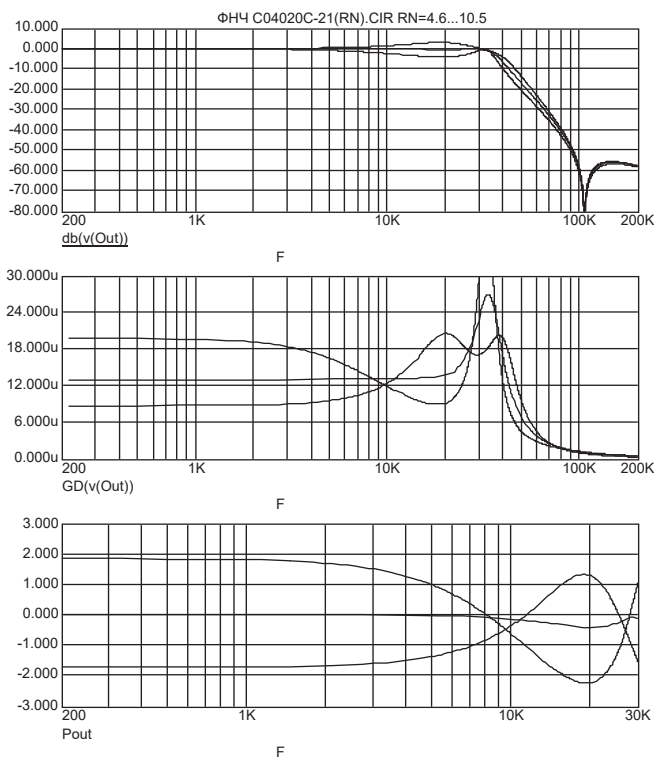 ФНЧ C04020C-21(RN).CIR RN=4.6...10.5
10.000
0.000
-10.000
-20.000
-30.000
-40.000
-50.000
-60.000
-70.000
-80.000
200 1K 10K 100K 200K
db(v(Out))
F
30.000u
24.000u
18.000u
12.000u
6.000u
0.000u
200 1K 10K 100K 200K
GD(v(Out))
F
3.000
2.000
1.000
0.000
-1.000
-2.000
-3.000
200 1K 10K 30K
Pout
F